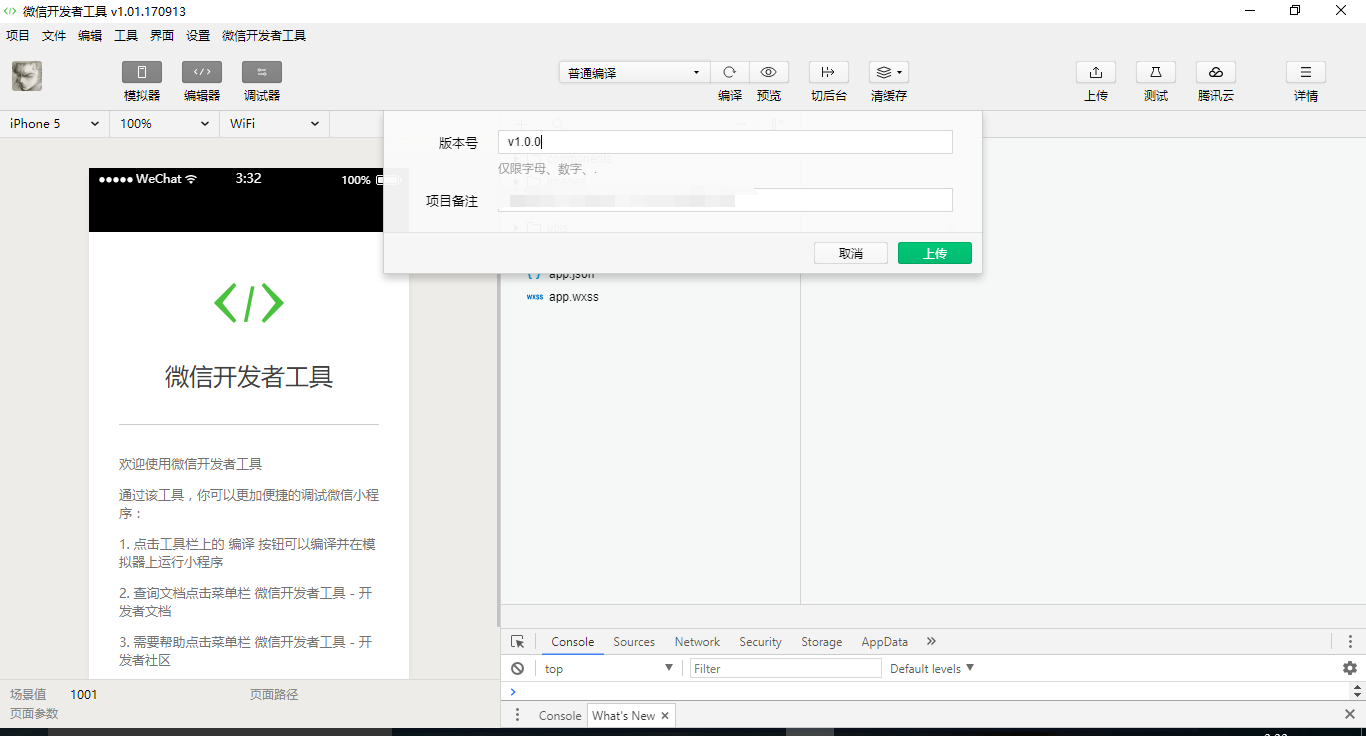 微信开发者工具 v1.01.170913
项目 文件 编辑 工具 界面 设置 微信开发者工具
模拟器 编辑器 调试器
普通编译
编译 预览 切后台 清缓存
上传 测试 腾讯云 详情
iPhone 5 100% WiFi
版本号 v1.0.0
仅限字母、数字、.
项目备注
取消 上传
WeChat 3:32 100%
app.json
wxss app.wxss
微信开发者工具
欢迎使用微信开发者工具
通过该工具，你可以更加便捷的调试微信小程
序：
1. 点击工具栏上的 编译 按钮可以编译并在模
拟器上运行小程序
2. 查询文档点击菜单栏 微信开发者工具 - 开
发者文档
3. 需要帮助点击菜单栏 微信开发者工具 - 开
发者社区
场景值 1001 页面路径
页面参数
Console Sources Network Security Storage AppData
top Filter Default levels
Console What's New